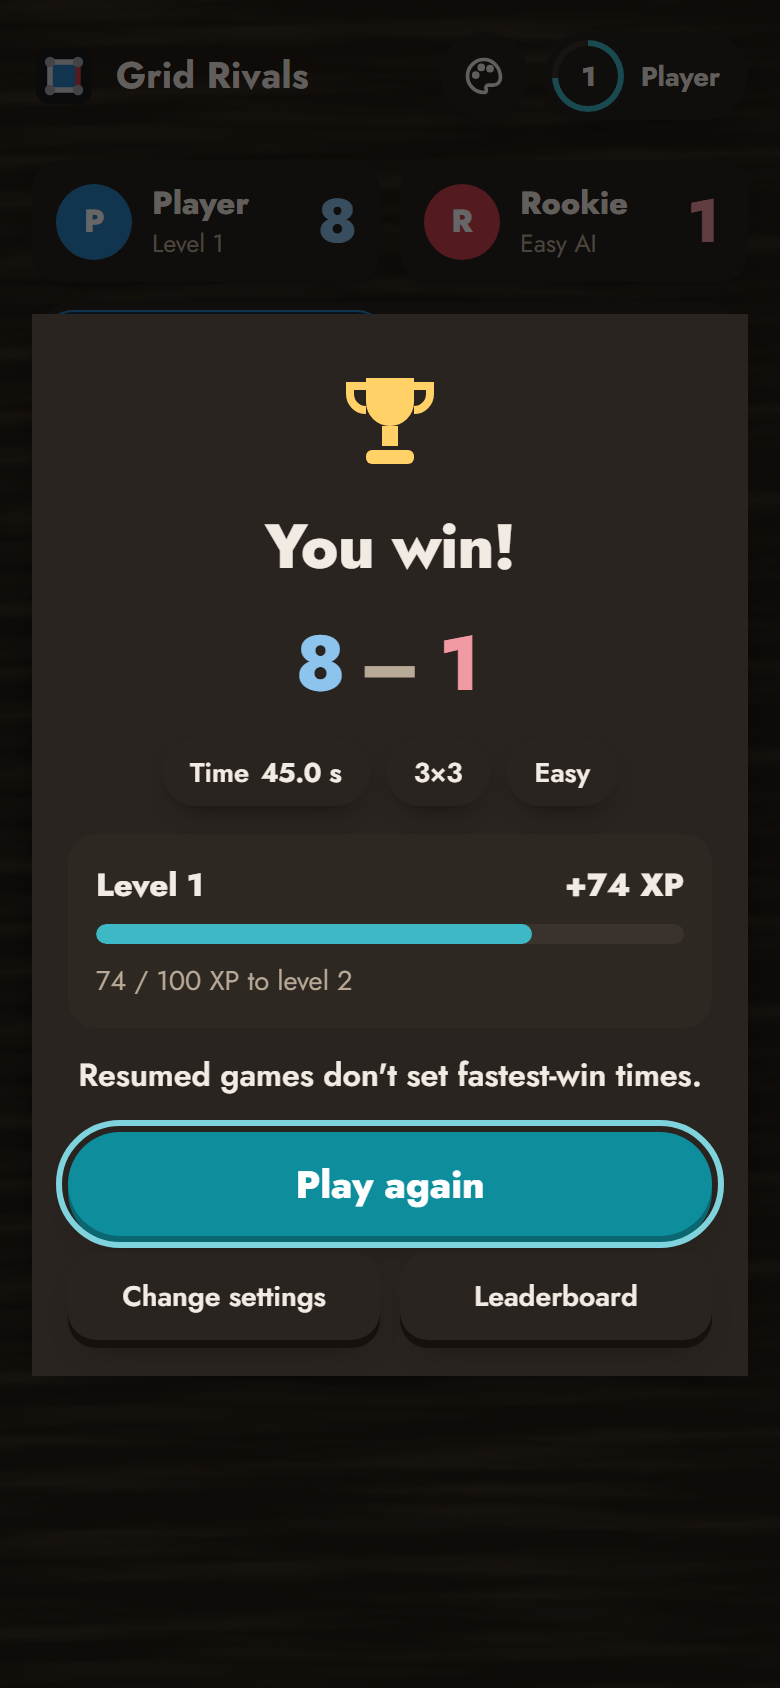 Grid Rivals
1 Player
P Player 8
Level 1
R Rookie 1
Easy AI
You win!
8 – 1
Time 45.0 s
3×3
Easy
Level 1 +74 XP
74 / 100 XP to level 2
Resumed games don't set fastest-win times.
Play again
Change settings
Leaderboard